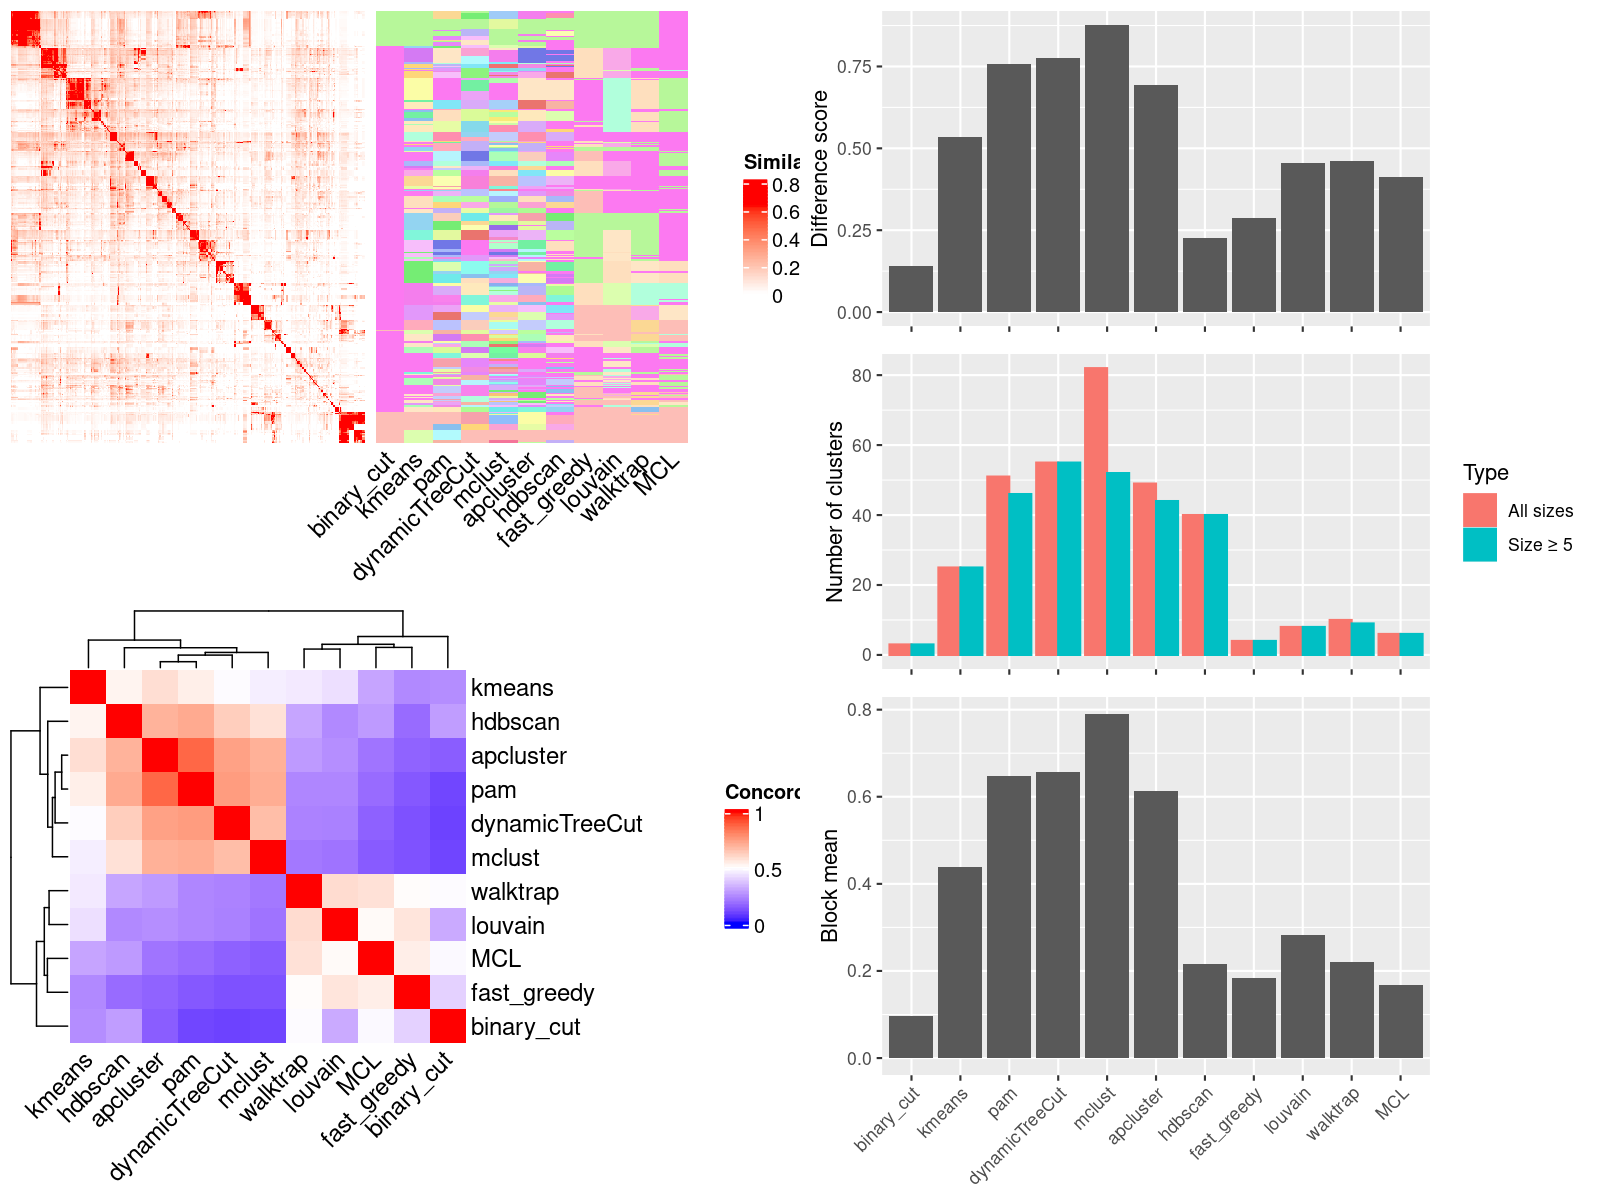 Simila
0.8
0.6
0.4
0.2
0
binary_cut
kmeans
pam
dynamicTreeCut
mclust
apcluster
hdbscan
fast_greedy
louvain
walktrap
MCL
Difference score
0.75
0.50
0.25
0.00
Number of clusters
80
60
40
20
0
Type
All sizes
Size ≥ 5
kmeans
hdbscan
apcluster
pam
dynamicTreeCut
mclust
walktrap
louvain
MCL
fast_greedy
binary_cut
kmeans
hdbscan
apcluster
pam
dynamicTreeCut
mclust
walktrap
louvain
MCL
fast_greedy
binary_cut
Concord
1
0.5
0
Block mean
0.8
0.6
0.4
0.2
0.0
binary_cut
kmeans
pam
dynamicTreeCut
mclust
apcluster
hdbscan
fast_greedy
louvain
walktrap
MCL